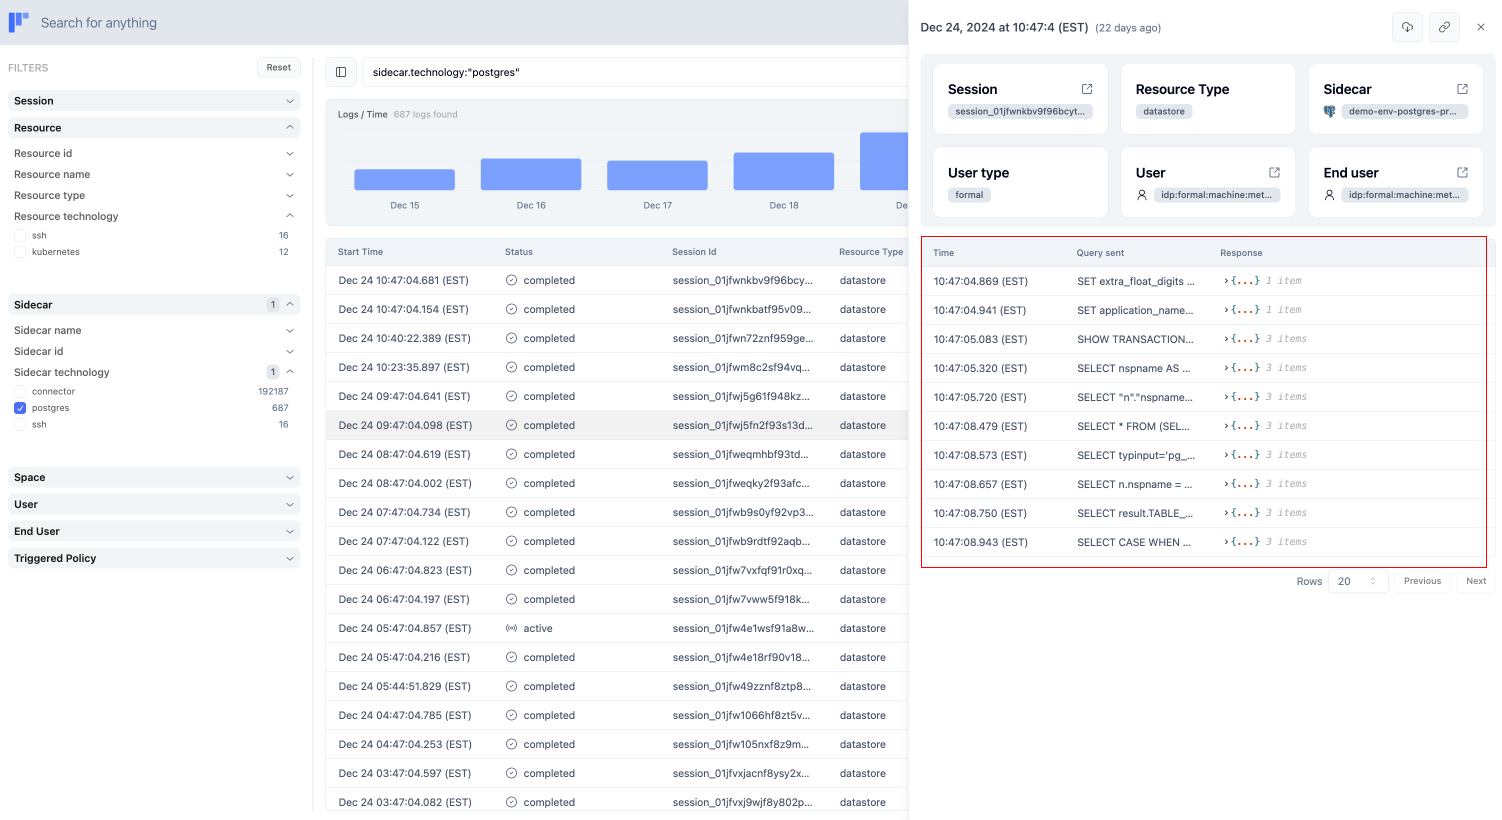 Search for anything
FILTERS
Reset
Session
Resource
Resource id
Resource name
Resource type
Resource technology
ssh 16
kubernetes 12
Sidecar 1
Sidecar name
Sidecar id
Sidecar technology 1
connector 192187
postgres 687
ssh 16
Space
User
End User
Triggered Policy
sidecar.technology:"postgres"
Logs / Time 687 logs found
Dec 15 Dec 16 Dec 17 Dec 18 De
Start Time Status Session Id Resource Type
Dec 24 10:47:04.681 (EST) completed session_01jfwnkbv9f96bcy... datastore
Dec 24 10:47:04.154 (EST) completed session_01jfwnkbatf95v09... datastore
Dec 24 10:40:22.389 (EST) completed session_01jfwn72znf959ge... datastore
Dec 24 10:23:35.897 (EST) completed session_01jfwm8c2sf94vq... datastore
Dec 24 09:47:04.641 (EST) completed session_01jfwj5g61f948kz... datastore
Dec 24 09:47:04.098 (EST) completed session_01jfwj5fn2f93s13d... datastore
Dec 24 08:47:04.619 (EST) completed session_01jfweqmhbf93td... datastore
Dec 24 08:47:04.002 (EST) completed session_01jfweqky2f93afc... datastore
Dec 24 07:47:04.734 (EST) completed session_01jfwb9s0yf92vp3... datastore
Dec 24 07:47:04.122 (EST) completed session_01jfwb9rdtf92aqb... datastore
Dec 24 06:47:04.823 (EST) completed session_01jfw7vxfqf91r0xq... datastore
Dec 24 06:47:04.197 (EST) completed session_01jfw7vww5f918k... datastore
Dec 24 05:47:04.857 (EST) active session_01jfw4e1wsf91a8w... datastore
Dec 24 05:47:04.216 (EST) completed session_01jfw4e18rf90v18... datastore
Dec 24 05:44:51.829 (EST) completed session_01jfw49zznf8ztp8... datastore
Dec 24 04:47:04.785 (EST) completed session_01jfw1066hf8zt5v... datastore
Dec 24 04:47:04.253 (EST) completed session_01jfw105nxf8z9m... datastore
Dec 24 03:47:04.597 (EST) completed session_01jfvxjacnf8ysy2x... datastore
Dec 24 03:47:04.082 (EST) completed session_01jfvxj9wjf8y802p... datastore
Dec 24, 2024 at 10:47:4 (EST) (22 days ago)
Session
session_01jfwnkbv9f96bcyt...
Resource Type
datastore
Sidecar
demo-env-postgres-pr...
User type
formal
User
idp:formal:machine:met...
End user
idp:formal:machine:met...
Time Query sent Response
10:47:04.869 (EST) SET extra_float_digits ... {...} 1 item
10:47:04.941 (EST) SET application_name... {...} 1 item
10:47:05.083 (EST) SHOW TRANSACTION... {...} 3 items
10:47:05.320 (EST) SELECT nspname AS ... {...} 3 items
10:47:05.720 (EST) SELECT "n"."nspname... {...} 3 items
10:47:08.479 (EST) SELECT * FROM (SEL... {...} 3 items
10:47:08.573 (EST) SELECT typinput='pg_... {...} 3 items
10:47:08.657 (EST) SELECT n.nspname = ... {...} 3 items
10:47:08.750 (EST) SELECT result.TABLE_... {...} 3 items
10:47:08.943 (EST) SELECT CASE WHEN ... {...} 3 items
Rows 20 Previous Next